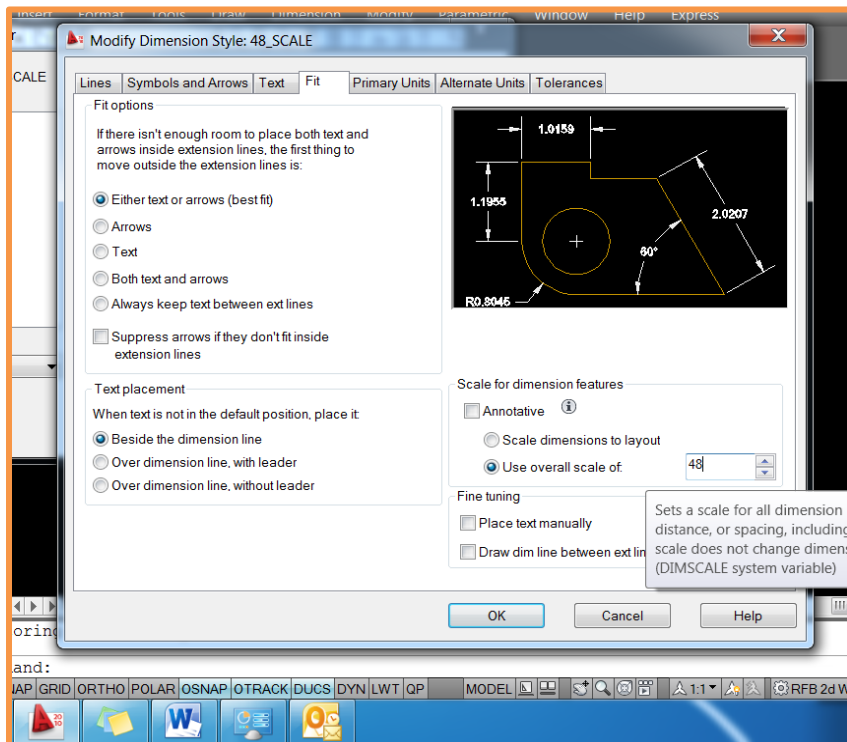 Insert Format Tools Draw Dimension Modify Parametric Window Help Express
Modify Dimension Style: 48_SCALE
CALE
Lines Symbols and Arrows Text Fit Primary Units Alternate Units Tolerances
Fit options
If there isn't enough room to place both text and
arrows inside extension lines, the first thing to
move outside the extension lines is:
Either text or arrows (best fit)
Arrows
Text
Both text and arrows
Always keep text between ext lines
Suppress arrows if they don't fit inside
extension lines
1.0159
1.1955
2.0207
60°
R0.8045
Text placement
When text is not in the default position, place it:
Beside the dimension line
Over dimension line, with leader
Over dimension line, without leader
Scale for dimension features
Annotative
Scale dimensions to layout
Use overall scale of: 48
Fine tuning
Place text manually
Draw dim line between ext lin
Sets a scale for all dimension
distance, or spacing, including
scale does not change dimens
(DIMSCALE system variable)
OK Cancel Help
oring
and:
NAP GRID ORTHO POLAR OSNAP OTRACK DUCS DYN LWT QP MODEL 1:1 RFB 2d W